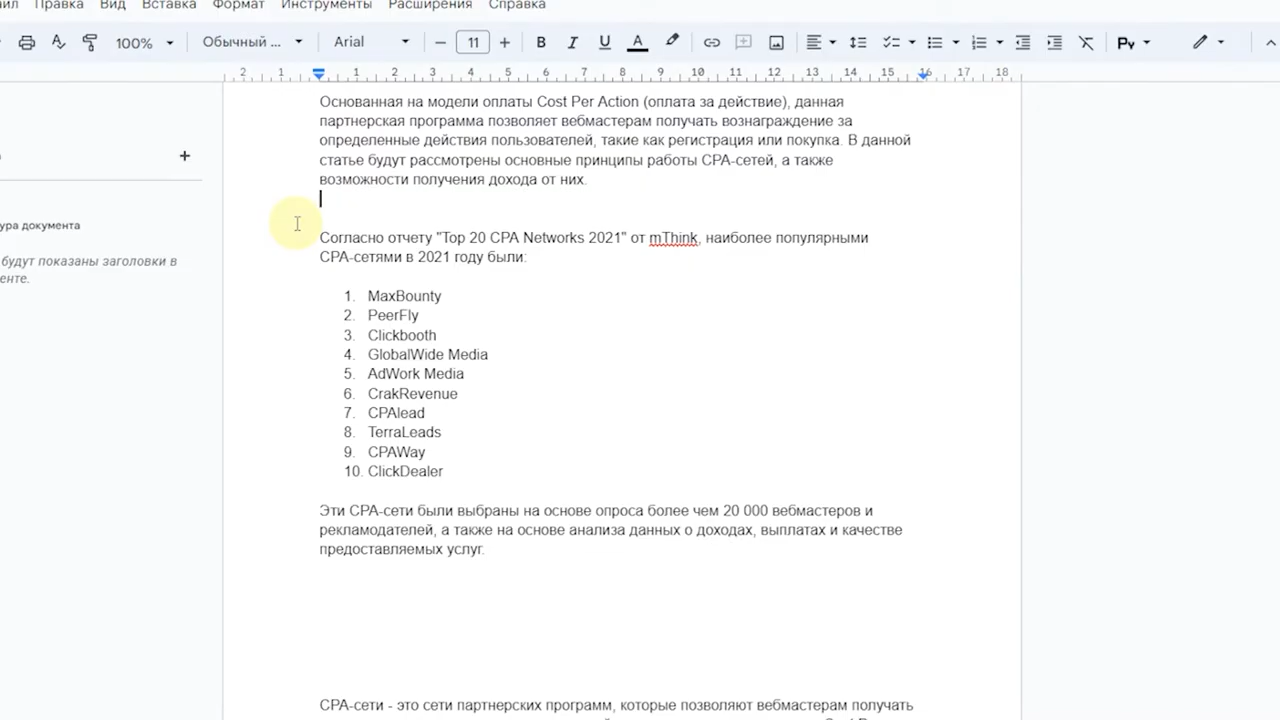 Правка Вид Вставка Формат Инструменты Расширения Справка
100% Обычный ... Arial 11
2 1 1 2 3 4 5 6 7 8 9 10 11 12 13 14 15 16 17 18
Основанная на модели оплаты Cost Per Action (оплата за действие), данная
партнерская программа позволяет вебмастерам получать вознаграждение за
определенные действия пользователей, такие как регистрация или покупка. В данной
статье будут рассмотрены основные принципы работы CPA-сетей, а также
возможности получения дохода от них.
ура документа
будут показаны заголовки в
енте.
Согласно отчету "Top 20 CPA Networks 2021" от mThink, наиболее популярными
CPA-сетями в 2021 году были:
1. MaxBounty
2. PeerFly
3. Clickbooth
4. GlobalWide Media
5. AdWork Media
6. CrakRevenue
7. CPAlead
8. TerraLeads
9. CPAWay
10. ClickDealer
Эти CPA-сети были выбраны на основе опроса более чем 20 000 вебмастеров и
рекламодателей, а также на основе анализа данных о доходах, выплатах и качестве
предоставляемых услуг.
CPA-сети - это сети партнерских программ, которые позволяют вебмастерам получать